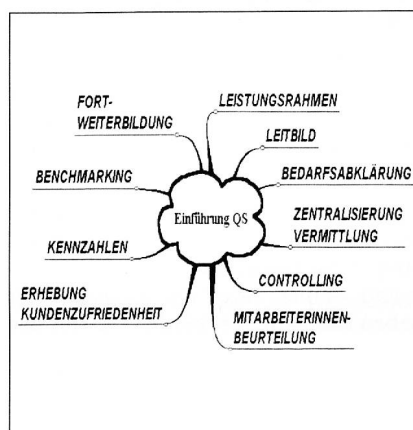 FORT-
WEITERBILDUNG
LEISTUNGSRAHMEN
LEITBILD
BENCHMARKING
BEDARFSABKLÄRUNG
Einführung QS
ZENTRALISIERUNG
VERMITTLUNG
KENNZAHLEN
CONTROLLING
ERHEBUNG
KUNDENZUFRIEDENHEIT
MITARBEITERINNEN-
BEURTEILUNG